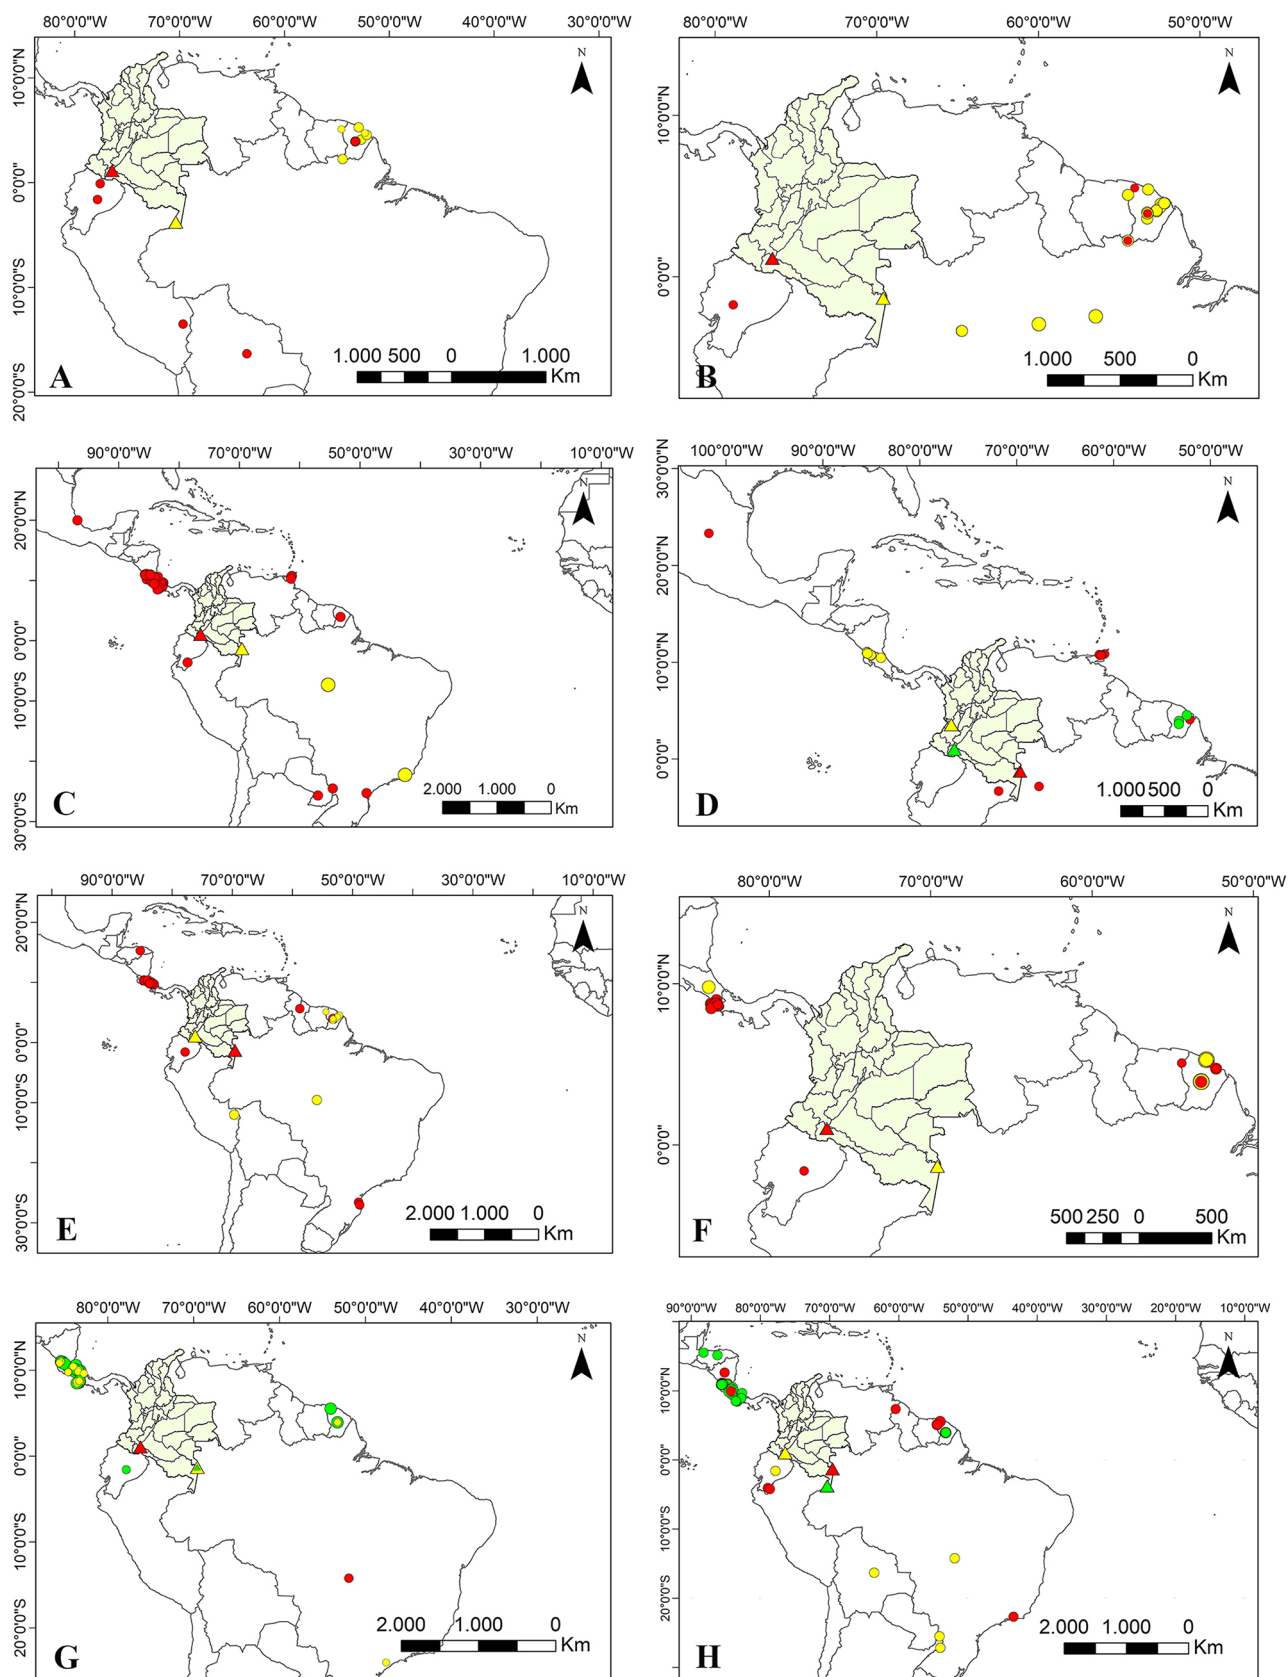 80°0'0"W 70°0'0"W 60°0'0"W 50°0'0"W 40°0'0"W 30°0'0"W
10°0'0"N
0°0'0"
10°0'0"S
20°0'0"S
N
1.000 500 0 1.000
Km
A
80°0'0"W 70°0'0"W 60°0'0"W 50°0'0"W
10°0'0"N
0°0'0"
N
1.000 500 0
Km
B
90°0'0"W 70°0'0"W 50°0'0"W 30°0'0"W 10°0'0"W
20°0'0"N
0°0'0"
10°0'0"S
30°0'0"S
N
2.000 1.000 0
Km
C
100°0'0"W 90°0'0"W 80°0'0"W 70°0'0"W 60°0'0"W 50°0'0"W
30°0'0"N
20°0'0"N
10°0'0"N
0°0'0"
N
1.000 500 0
Km
D
90°0'0"W 70°0'0"W 50°0'0"W 30°0'0"W 10°0'0"W
20°0'0"N
0°0'0"
10°0'0"S
30°0'0"S
N
2.000 1.000 0
Km
E
80°0'0"W 70°0'0"W 60°0'0"W 50°0'0"W
10°0'0"N
0°0'0"
N
500 250 0 500
Km
F
80°0'0"W 70°0'0"W 60°0'0"W 50°0'0"W 40°0'0"W 30°0'0"W
10°0'0"N
0°0'0"
10°0'0"S
20°0'0"S
N
2.000 1.000 0
Km
G
90°0'0"W 80°0'0"W 70°0'0"W 60°0'0"W 50°0'0"W 40°0'0"W 30°0'0"W 20°0'0"W 10°0'0"W
10°0'0"N
0°0'0"
10°0'0"S
20°0'0"S
N
2.000 1.000 0
Km
H